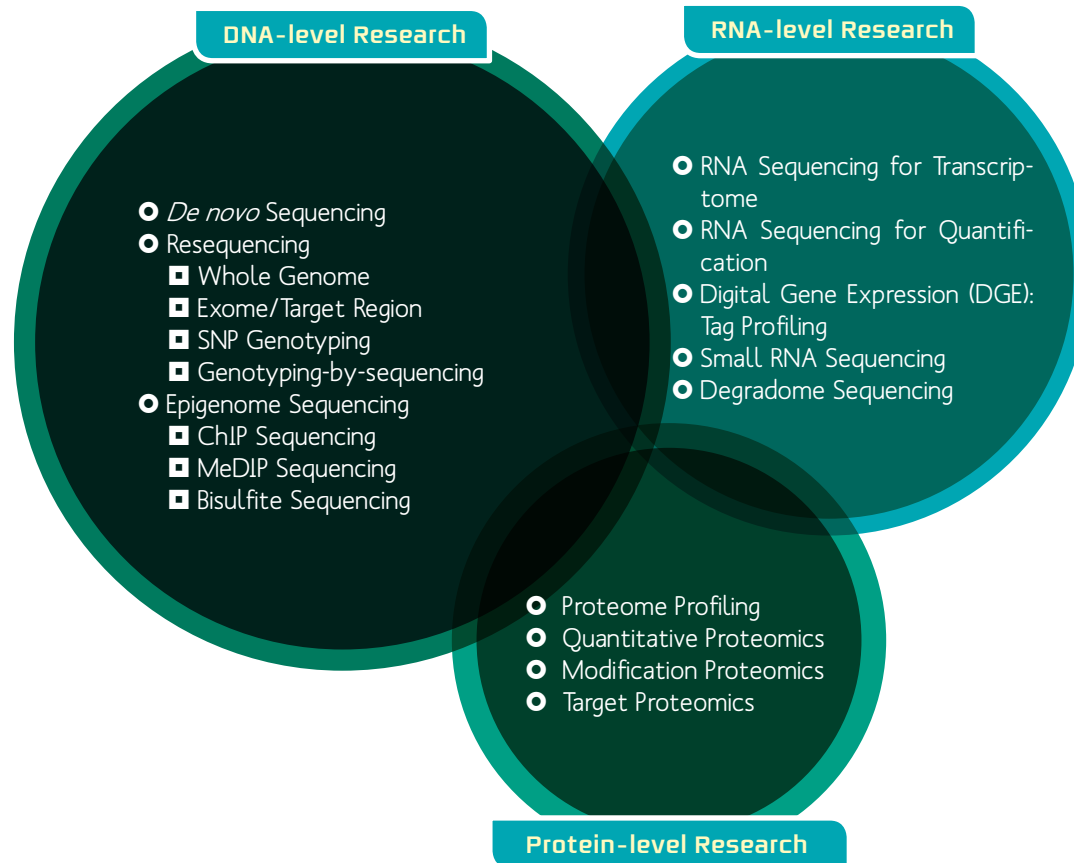 DNA-level Research
De novo Sequencing
Resequencing
Whole Genome
Exome/Target Region
SNP Genotyping
Genotyping-by-sequencing
Epigenome Sequencing
ChIP Sequencing
MeDIP Sequencing
Bisulfite Sequencing
RNA-level Research
RNA Sequencing for Transcrip-
tome
RNA Sequencing for Quantifi-
cation
Digital Gene Expression (DGE):
Tag Profiling
Small RNA Sequencing
Degradome Sequencing
Proteome Profiling
Quantitative Proteomics
Modification Proteomics
Target Proteomics
Protein-level Research